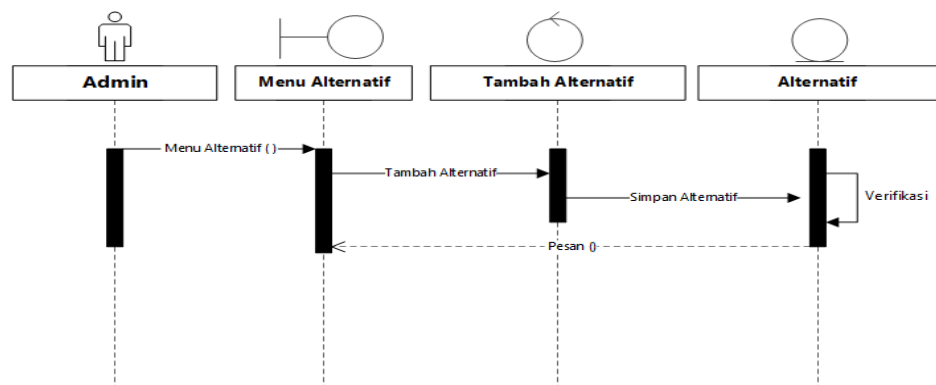 Admin
Menu Alternatif
Tambah Alternatif
Alternatif
Menu Alternatif ( )
Tambah Alternatif
Simpan Alternatif
Verifikasi
Pesan ()